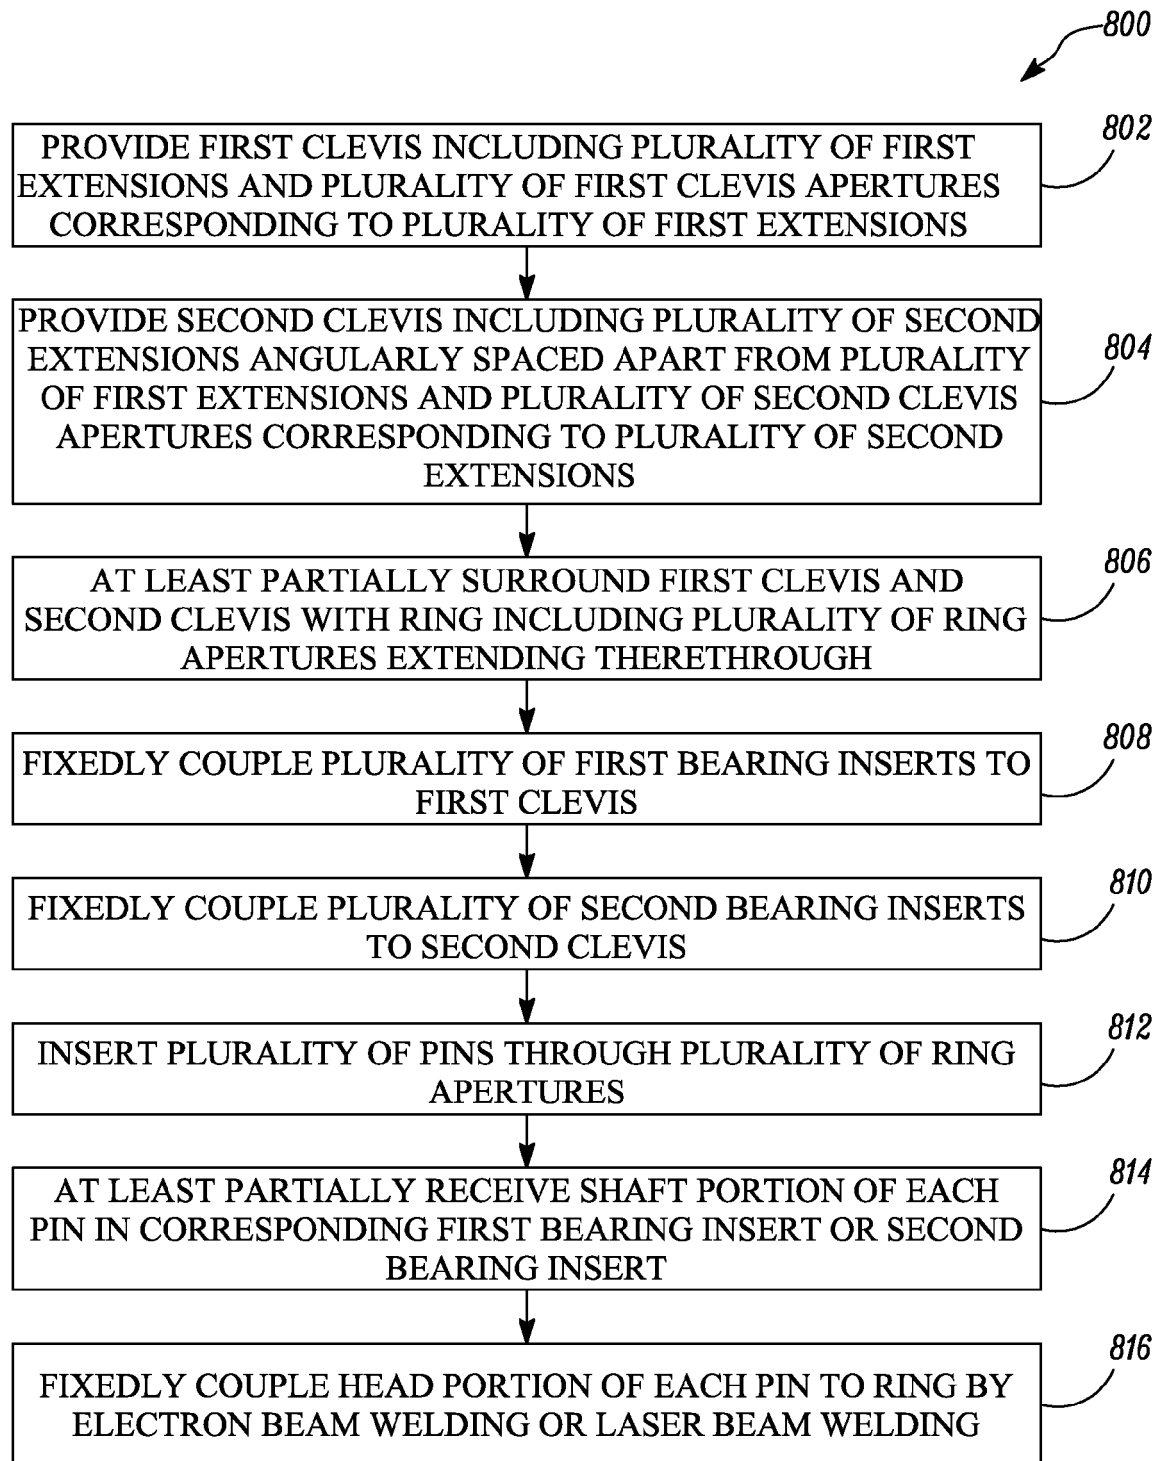 800
802
PROVIDE FIRST CLEVIS INCLUDING PLURALITY OF FIRST
EXTENSIONS AND PLURALITY OF FIRST CLEVIS APERTURES
CORRESPONDING TO PLURALITY OF FIRST EXTENSIONS
804
PROVIDE SECOND CLEVIS INCLUDING PLURALITY OF SECOND
EXTENSIONS ANGULARLY SPACED APART FROM PLURALITY
OF FIRST EXTENSIONS AND PLURALITY OF SECOND CLEVIS
APERTURES CORRESPONDING TO PLURALITY OF SECOND
EXTENSIONS
806
AT LEAST PARTIALLY SURROUND FIRST CLEVIS AND
SECOND CLEVIS WITH RING INCLUDING PLURALITY OF RING
APERTURES EXTENDING THERETHROUGH
808
FIXEDLY COUPLE PLURALITY OF FIRST BEARING INSERTS TO
FIRST CLEVIS
810
FIXEDLY COUPLE PLURALITY OF SECOND BEARING INSERTS
TO SECOND CLEVIS
812
INSERT PLURALITY OF PINS THROUGH PLURALITY OF RING
APERTURES
814
AT LEAST PARTIALLY RECEIVE SHAFT PORTION OF EACH
PIN IN CORRESPONDING FIRST BEARING INSERT OR SECOND
BEARING INSERT
816
FIXEDLY COUPLE HEAD PORTION OF EACH PIN TO RING BY
ELECTRON BEAM WELDING OR LASER BEAM WELDING